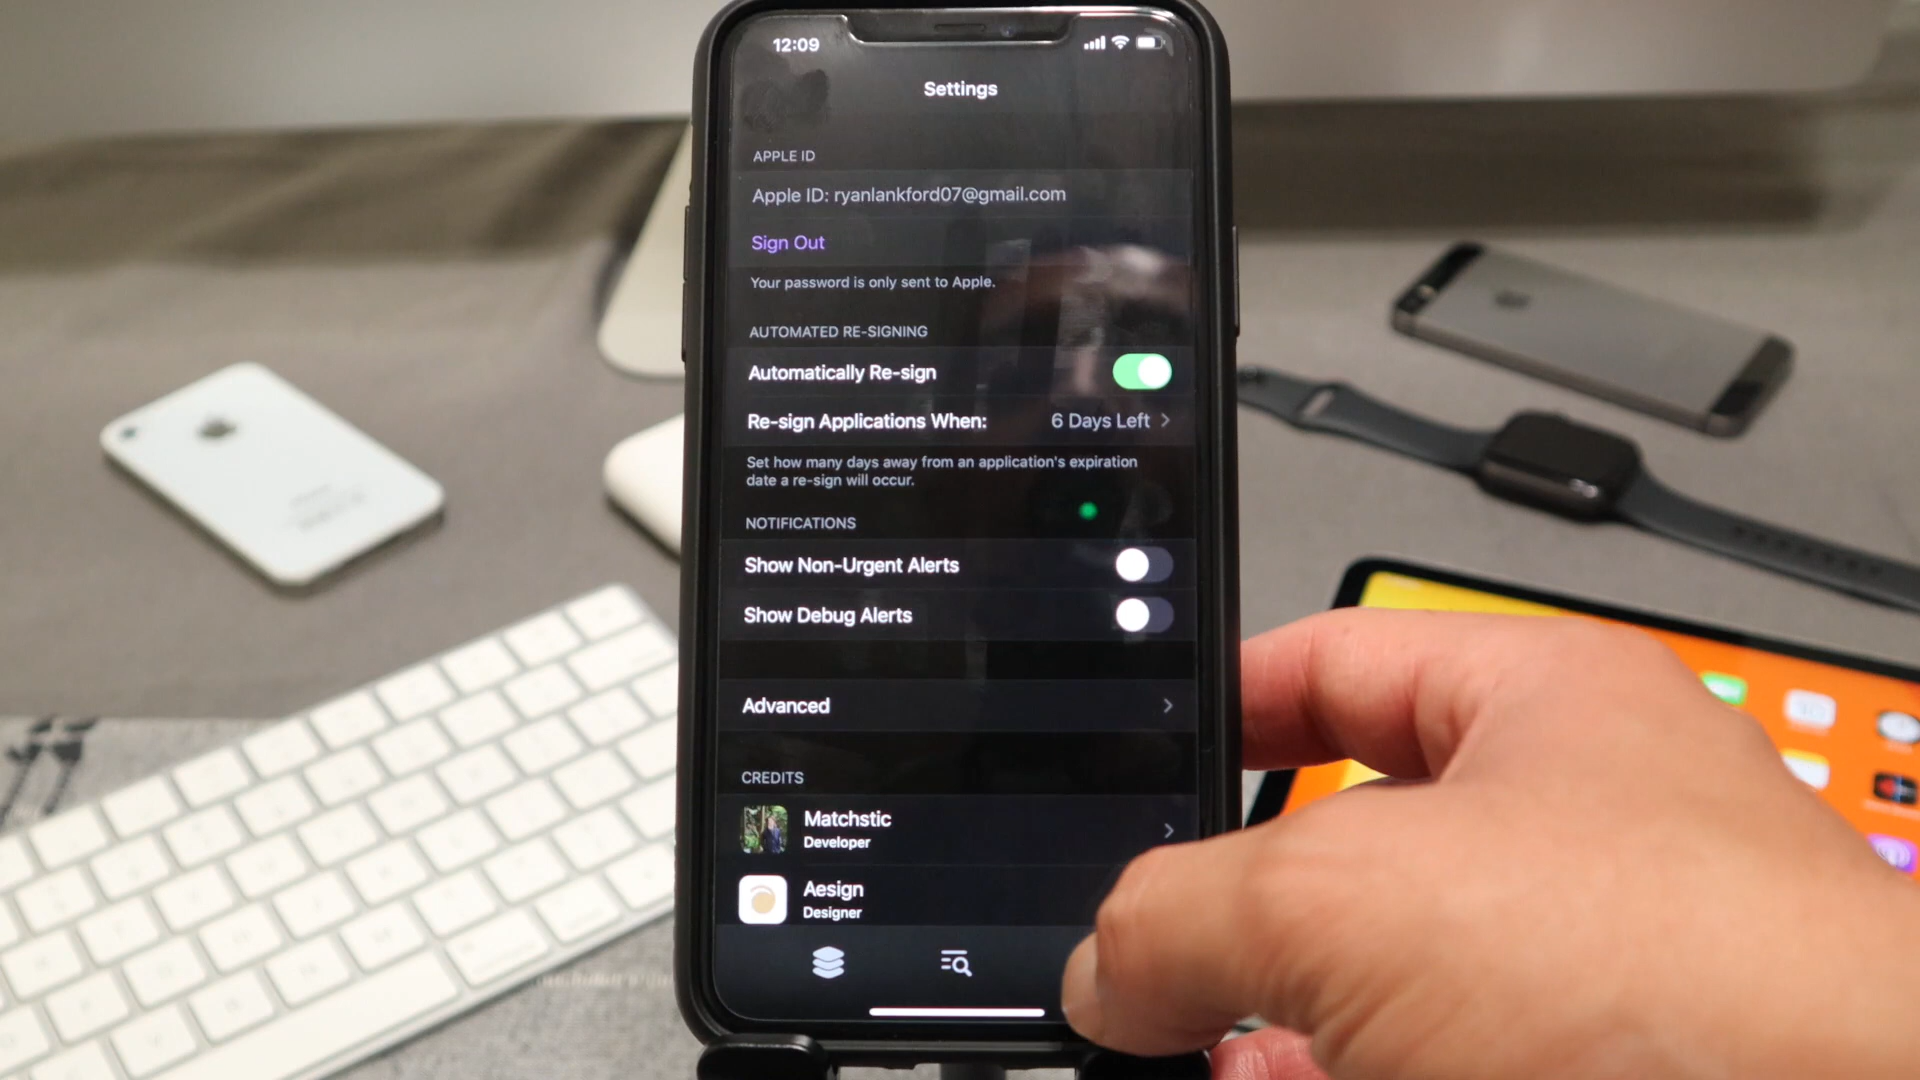 12:09
Settings
APPLE ID
Apple ID: ryanlankford07@gmail.com
Sign Out
Your password is only sent to Apple.
AUTOMATED RE-SIGNING
Automatically Re-sign
Re-sign Applications When: 6 Days Left
Set how many days away from an application's expiration
date a re-sign will occur.
NOTIFICATIONS
Show Non-Urgent Alerts
Show Debug Alerts
Advanced
CREDITS
Matchstic
Developer
Aesign
Designer